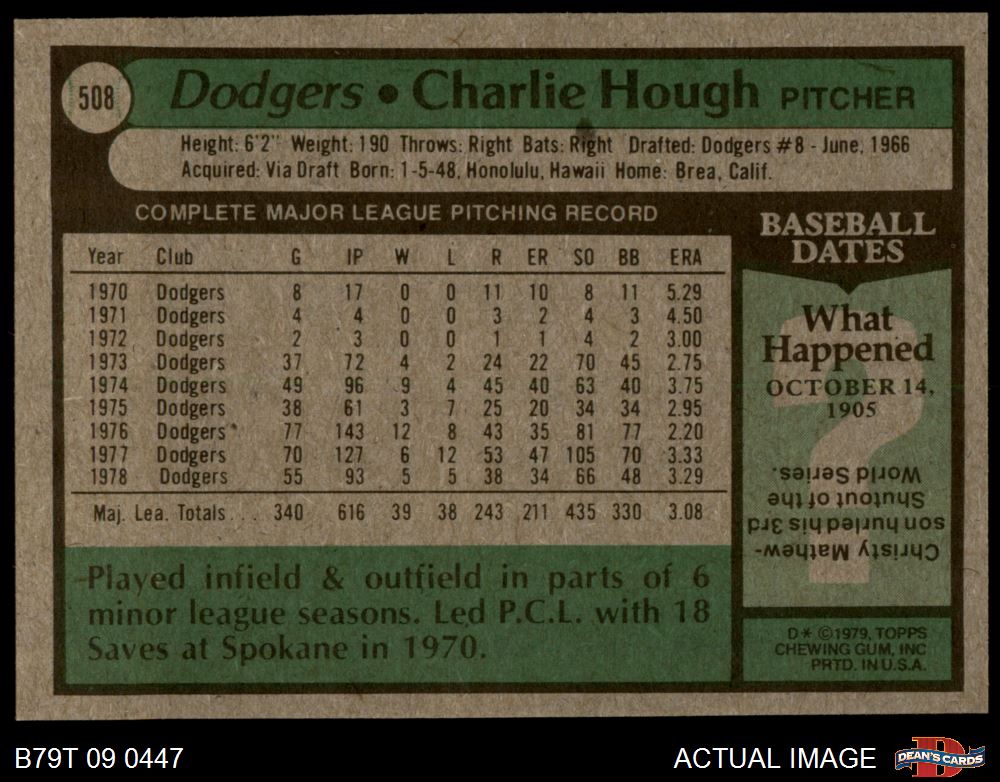 508
Dodgers • Charlie Hough PITCHER
Height: 6'2" Weight: 190 Throws: Right Bats: Right Drafted: Dodgers #8 - June, 1966
Acquired: Via Draft Born: 1-5-48, Honolulu, Hawaii Home: Brea, Calif.
COMPLETE MAJOR LEAGUE PITCHING RECORD
Year Club G IP W L R ER SO BB ERA
1970 Dodgers 8 17 0 0 11 10 8 11 5.29
1971 Dodgers 4 4 0 0 3 2 4 3 4.50
1972 Dodgers 2 3 0 0 1 1 4 2 3.00
1973 Dodgers 37 72 4 2 24 22 70 45 2.75
1974 Dodgers 49 96 9 4 45 40 63 40 3.75
1975 Dodgers 38 61 3 7 25 20 34 34 2.95
1976 Dodgers 77 143 12 8 43 35 81 77 2.20
1977 Dodgers 70 127 6 12 53 47 105 70 3.33
1978 Dodgers 55 93 5 5 38 34 66 48 3.29
Maj. Lea. Totals . . . 340 616 39 38 243 211 435 330 3.08
Played infield & outfield in parts of 6
minor league seasons. Led P.C.L. with 18
Saves at Spokane in 1970.
BASEBALL
DATES
What
Happened
OCTOBER 14,
1905
?
Christy Mathew-
son hurled his 3rd
Shutout of the
World Series.
D* ©1979, TOPPS
CHEWING GUM, INC
PRTD. IN U.S.A.
B79T 09 0447
ACTUAL IMAGE
D
DEAN'S CARDS